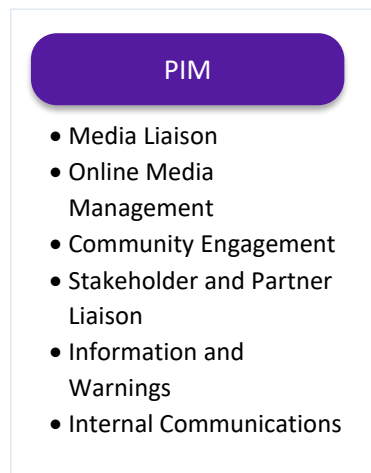 PIM
• Media Liaison
• Online Media
Management
• Community Engagement
• Stakeholder and Partner
Liaison
• Information and
Warnings
• Internal Communications